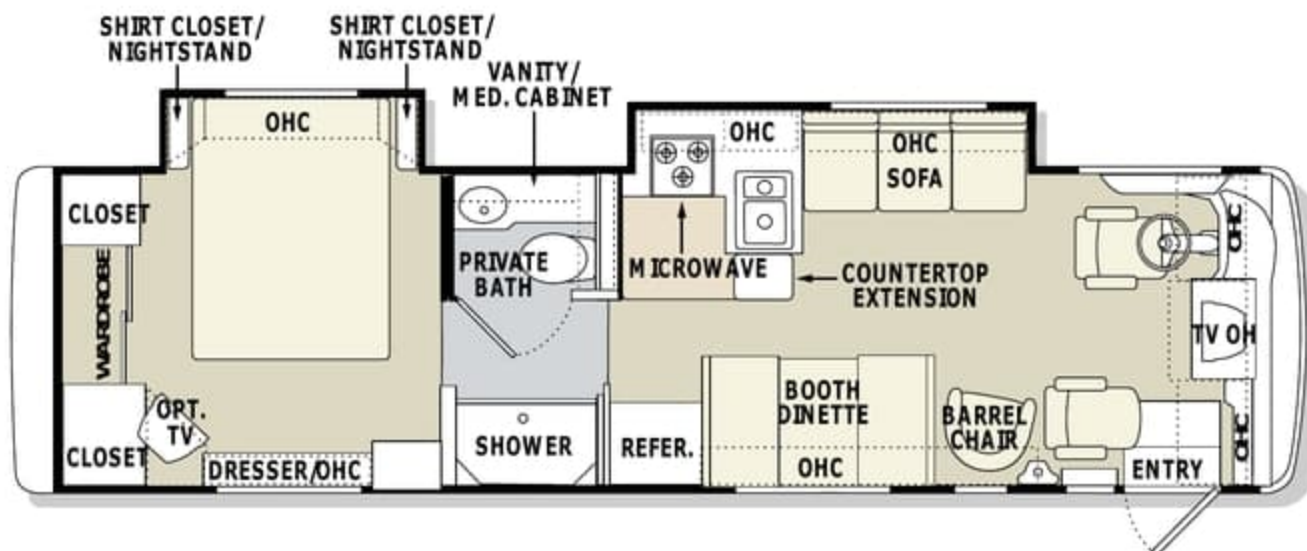 SHIRT CLOSET/
NIGHTSTAND
SHIRT CLOSET/
NIGHTSTAND
VANITY/
MED. CABINET
OHC
OHC
OHC
SOFA
CLOSET
WARDROBE
PRIVATE
BATH
MICROWAVE
COUNTERTOP
EXTENSION
OHC
TV OH
OPT.
TV
CLOSET
DRESSER/OHC
SHOWER
REFER.
BOOTH
DINETTE
OHC
BARREL
CHAIR
ENTRY
OHC